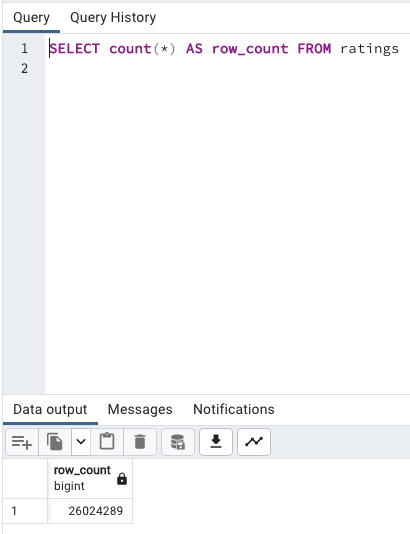 Query Query History
1 SELECT count(*) AS row_count FROM ratings
2
Data output Messages Notifications
row_count
bigint
1 26024289